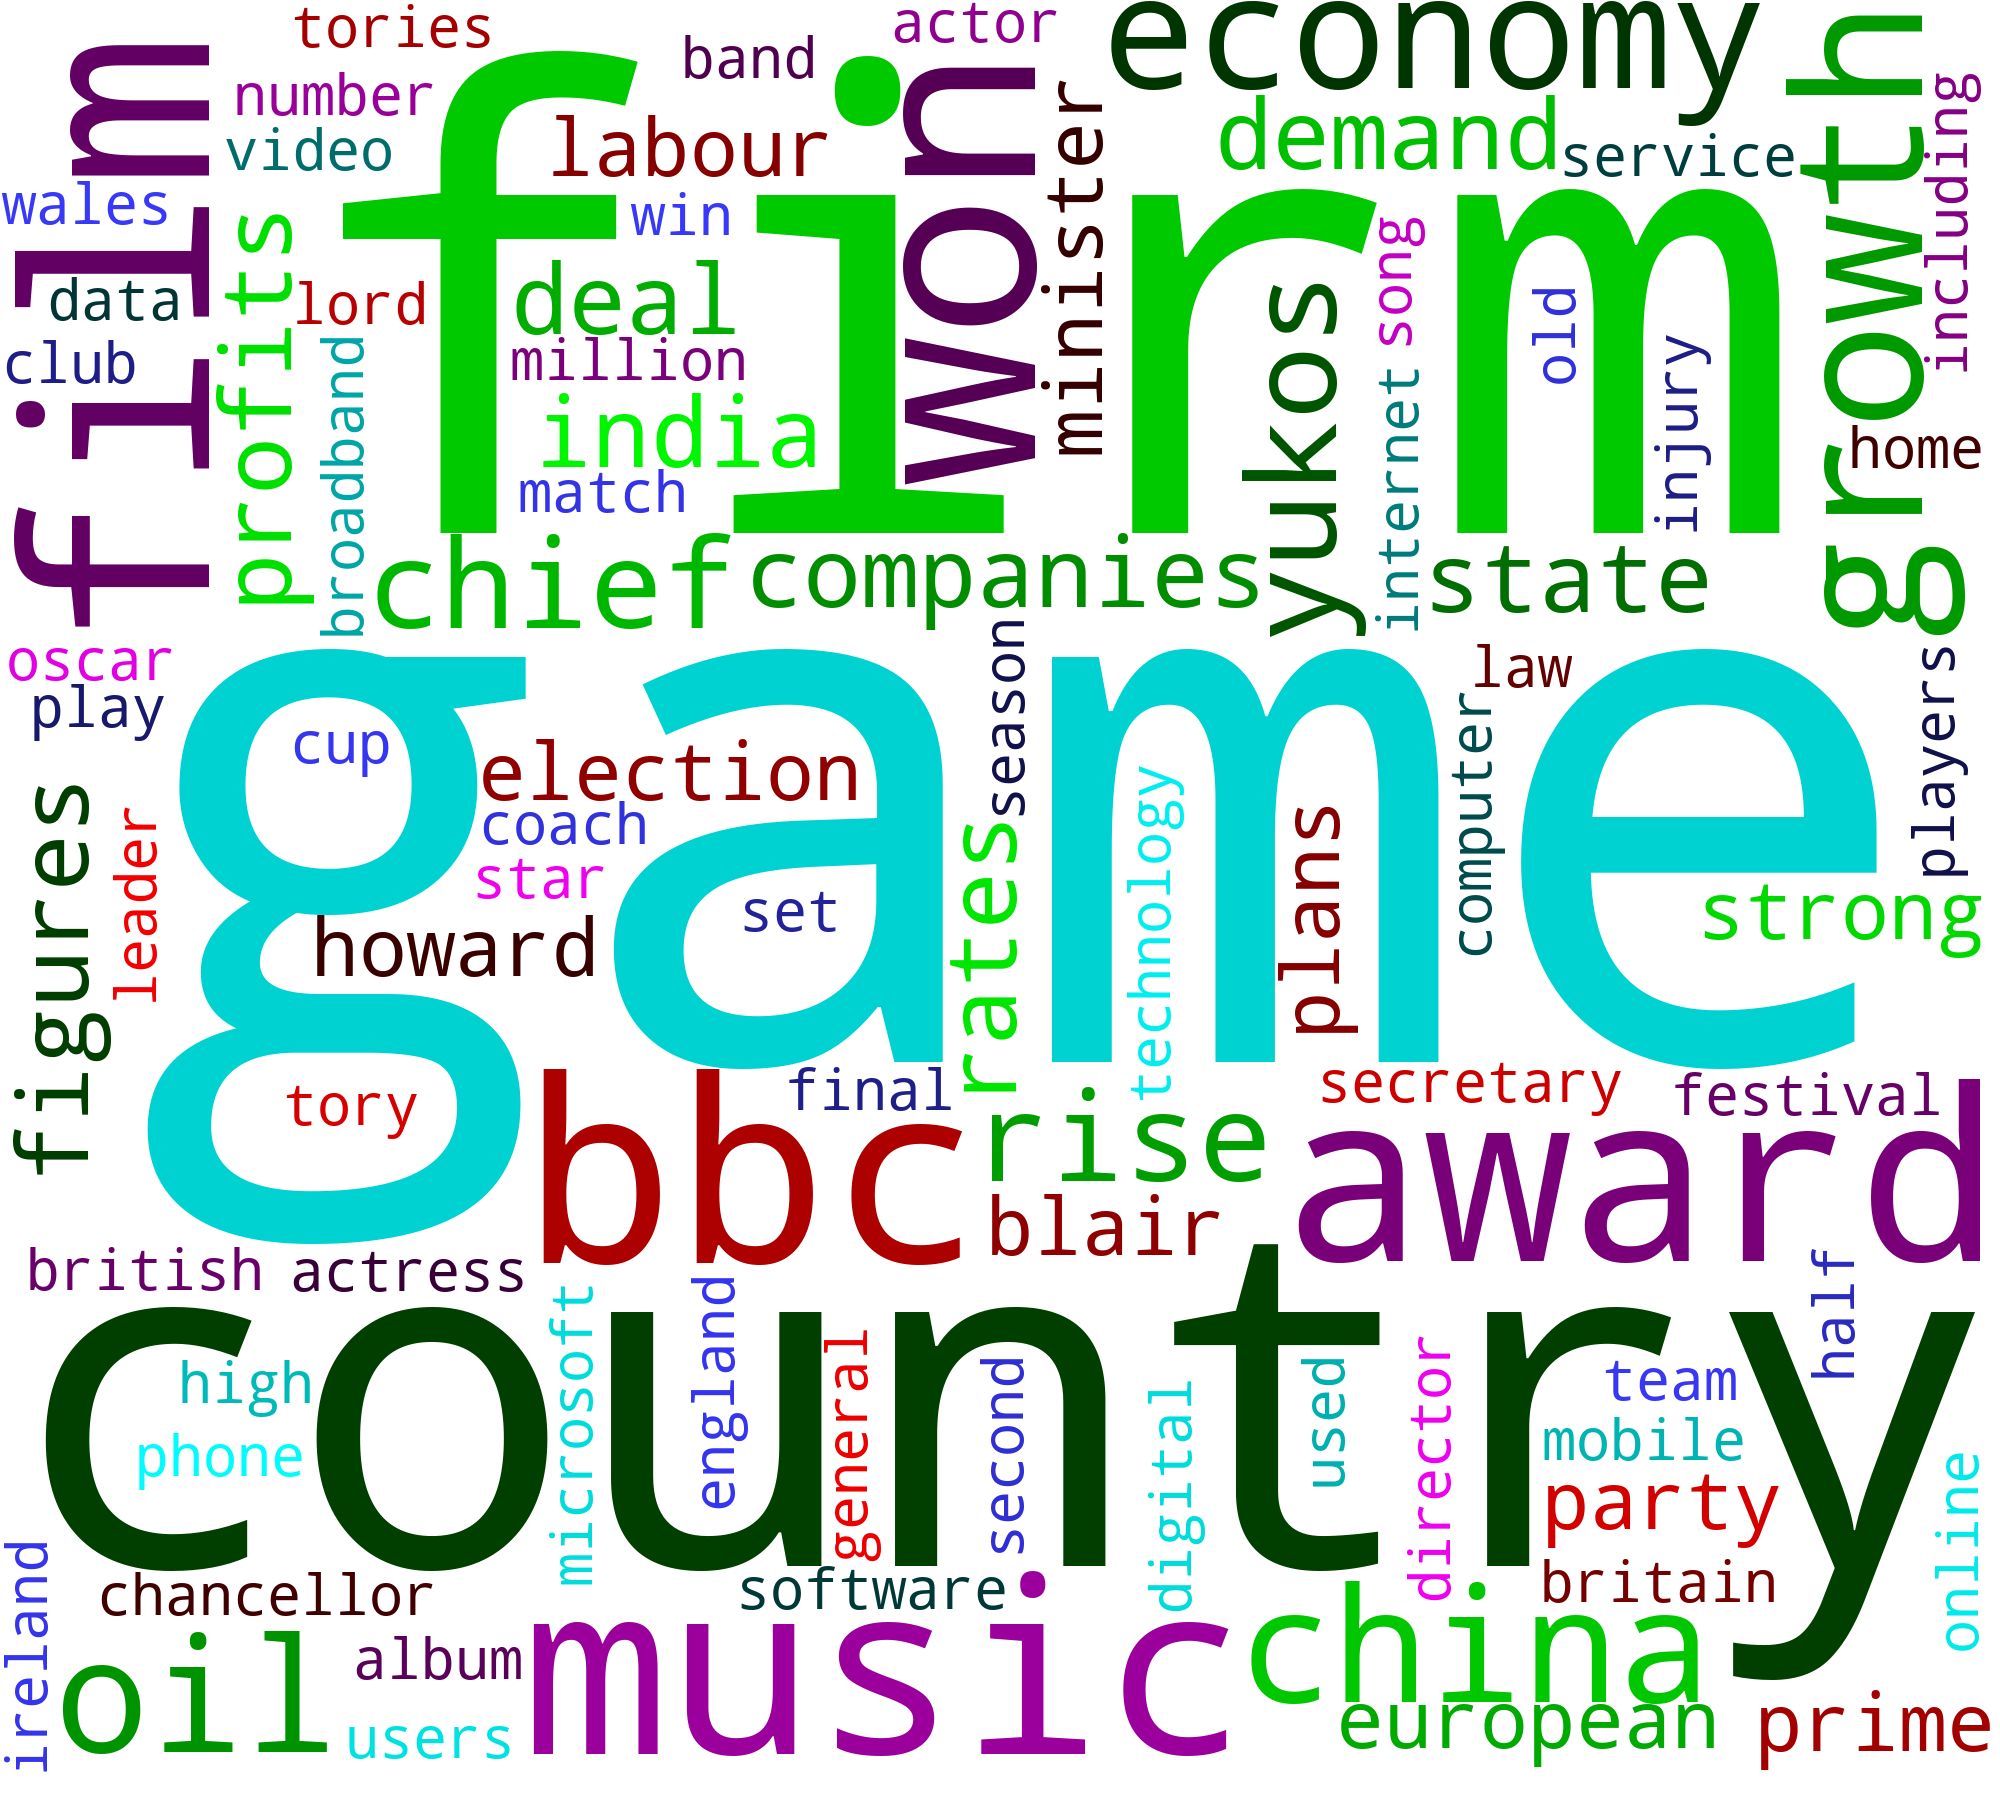 tories
band
actor
economy
film
number
firm
won
minister
demand
growth
including
video
labour
service
wales
profits
win
song
data
lord
deal
yukos
old
club
broadband
million
internet
injury
india
home
match
chief
companies
state
oscar
season
law
players
play
game
cup
election
computer
figures
leader
coach
rates
technology
plans
star
set
strong
howard
tory
bbc
final
rise
secretary
festival
award
blair
british
actress
country
half
microsoft
england
general
second
digital
used
director
team
high
mobile
phone
party
online
ireland
chancellor
software
britain
oil
album
music
china
users
european
prime